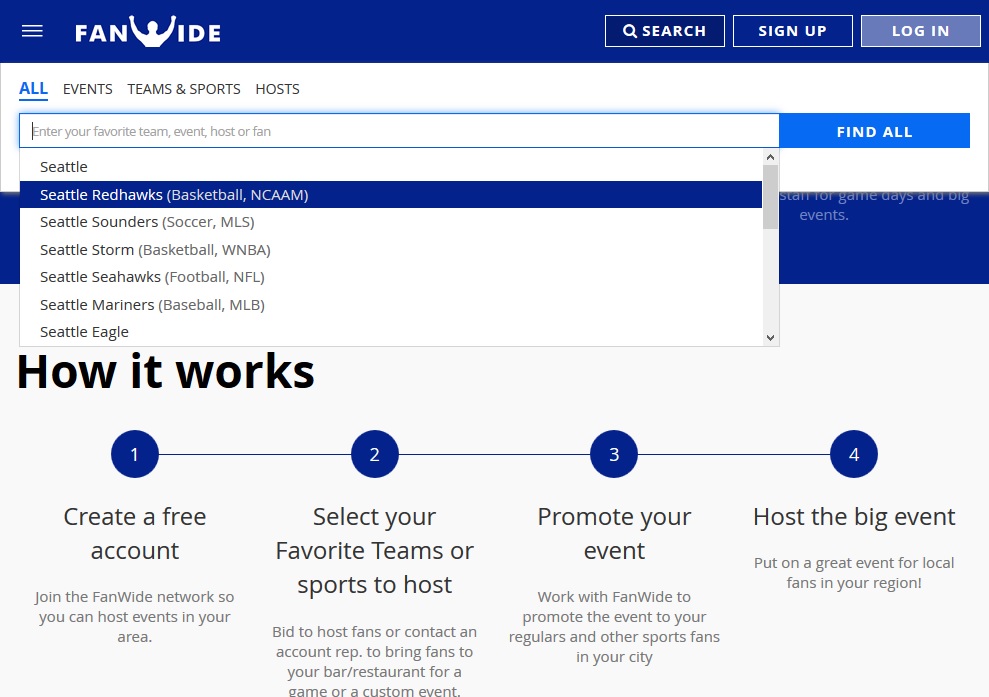 FANWIDE
SEARCH
SIGN UP
LOG IN
ALL EVENTS TEAMS & SPORTS HOSTS
Enter your favorite team, event, host or fan
FIND ALL
Seattle
Seattle Redhawks (Basketball, NCAAM)
Seattle Sounders (Soccer, MLS)
Seattle Storm (Basketball, WNBA)
Seattle Seahawks (Football, NFL)
Seattle Mariners (Baseball, MLB)
Seattle Eagle
staff for game days and big
events.
How it works
1
Create a free
account
Join the FanWide network so
you can host events in your
area.
2
Select your
Favorite Teams or
sports to host
Bid to host fans or contact an
account rep. to bring fans to
your bar/restaurant for a
game or a custom event.
3
Promote your
event
Work with FanWide to
promote the event to your
regulars and other sports fans
in your city
4
Host the big event
Put on a great event for local
fans in your region!